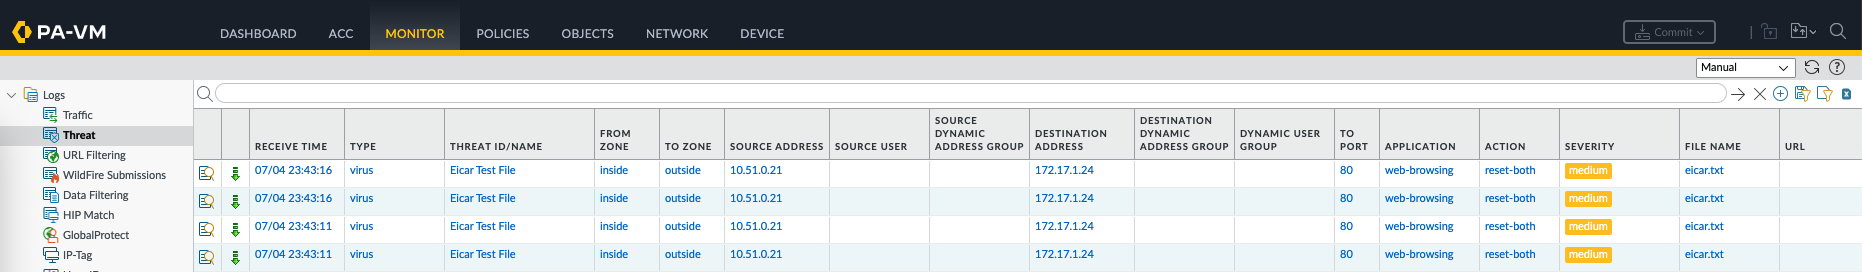 PA-VM DASHBOARD ACC MONITOR POLICIES OBJECTS NETWORK DEVICE Commit
Manual
Logs
Traffic
Threat
URL Filtering
WildFire Submissions
Data Filtering
HIP Match
GlobalProtect
IP-Tag
RECEIVE TIME TYPE THREAT ID/NAME FROM ZONE TO ZONE SOURCE ADDRESS SOURCE USER SOURCE DYNAMIC ADDRESS GROUP DESTINATION ADDRESS DESTINATION DYNAMIC ADDRESS GROUP DYNAMIC USER GROUP TO PORT APPLICATION ACTION SEVERITY FILE NAME URL
07/04 23:43:16 virus Eicar Test File inside outside 10.51.0.21 172.17.1.24 80 web-browsing reset-both medium eicar.txt
07/04 23:43:16 virus Eicar Test File inside outside 10.51.0.21 172.17.1.24 80 web-browsing reset-both medium eicar.txt
07/04 23:43:11 virus Eicar Test File inside outside 10.51.0.21 172.17.1.24 80 web-browsing reset-both medium eicar.txt
07/04 23:43:11 virus Eicar Test File inside outside 10.51.0.21 172.17.1.24 80 web-browsing reset-both medium eicar.txt